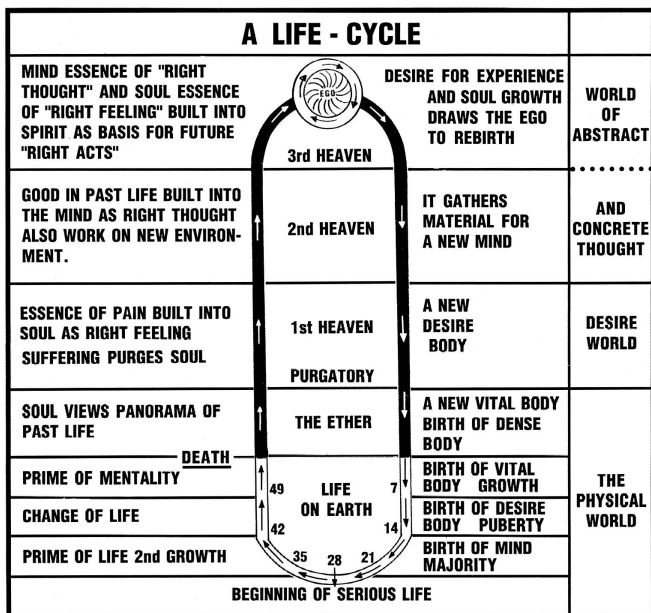 A LIFE - CYCLE
MIND ESSENCE OF "RIGHT
THOUGHT" AND SOUL ESSENCE
OF "RIGHT FEELING" BUILT INTO
SPIRIT AS BASIS FOR FUTURE
"RIGHT ACTS"
EGO
3rd HEAVEN
DESIRE FOR EXPERIENCE
AND SOUL GROWTH
DRAWS THE EGO
TO REBIRTH
WORLD
OF
ABSTRACT
GOOD IN PAST LIFE BUILT INTO
THE MIND AS RIGHT THOUGHT
ALSO WORK ON NEW ENVIRON-
MENT.
2nd HEAVEN
IT GATHERS
MATERIAL FOR
A NEW MIND
AND
CONCRETE
THOUGHT
ESSENCE OF PAIN BUILT INTO
SOUL AS RIGHT FEELING
SUFFERING PURGES SOUL
1st HEAVEN
PURGATORY
A NEW
DESIRE
BODY
DESIRE
WORLD
SOUL VIEWS PANORAMA OF
PAST LIFE
THE ETHER
A NEW VITAL BODY
BIRTH OF DENSE
BODY
DEATH
PRIME OF MENTALITY
49
LIFE
ON EARTH
7
BIRTH OF VITAL
BODY GROWTH
THE
PHYSICAL
WORLD
CHANGE OF LIFE
42
14
BIRTH OF DESIRE
BODY PUBERTY
PRIME OF LIFE 2nd GROWTH
35
28
21
BIRTH OF MIND
MAJORITY
BEGINNING OF SERIOUS LIFE